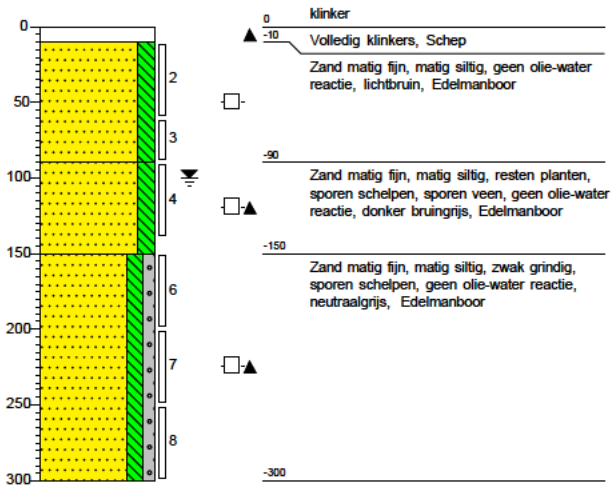 0
klinker
0
-10
Volledig klinkers, Schep
Zand matig fijn, matig siltig, geen olie-water
reactie, lichtbruin, Edelmanboor
2
50
3
-90
100
4
Zand matig fijn, matig siltig, resten planten,
sporen schelpen, sporen veen, geen olie-water
reactie, donker bruingrijs, Edelmanboor
150
-150
6
Zand matig fijn, matig siltig, zwak grindig,
sporen schelpen, geen olie-water reactie,
neutraalgrijs, Edelmanboor
200
7
250
8
300
-300